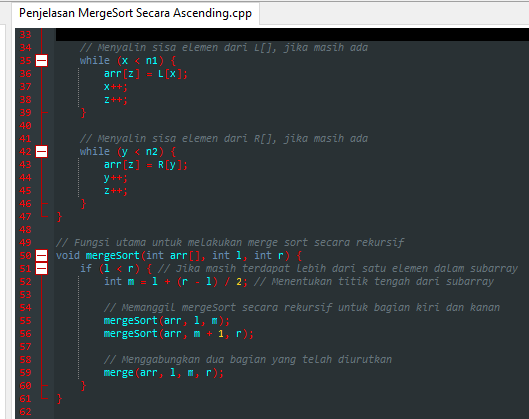 Penjelasan MergeSort Secara Ascending.cpp
33
34 // Menyalin sisa elemen dari L[], jika masih ada
35 while (x < n1) {
36 arr[z] = L[x];
37 x++;
38 z++;
39 }
40
41 // Menyalin sisa elemen dari R[], jika masih ada
42 while (y < n2) {
43 arr[z] = R[y];
44 y++;
45 z++;
46 }
47 }
48
49 // Fungsi utama untuk melakukan merge sort secara rekursif
50 void mergeSort(int arr[], int l, int r) {
51 if (l < r) { // Jika masih terdapat lebih dari satu elemen dalam subarray
52 int m = l + (r - l) / 2; // Menentukan titik tengah dari subarray
53
54 // Memanggil mergeSort secara rekursif untuk bagian kiri dan kanan
55 mergeSort(arr, l, m);
56 mergeSort(arr, m + 1, r);
57
58 // Menggabungkan dua bagian yang telah diurutkan
59 merge(arr, l, m, r);
60 }
61 }
62